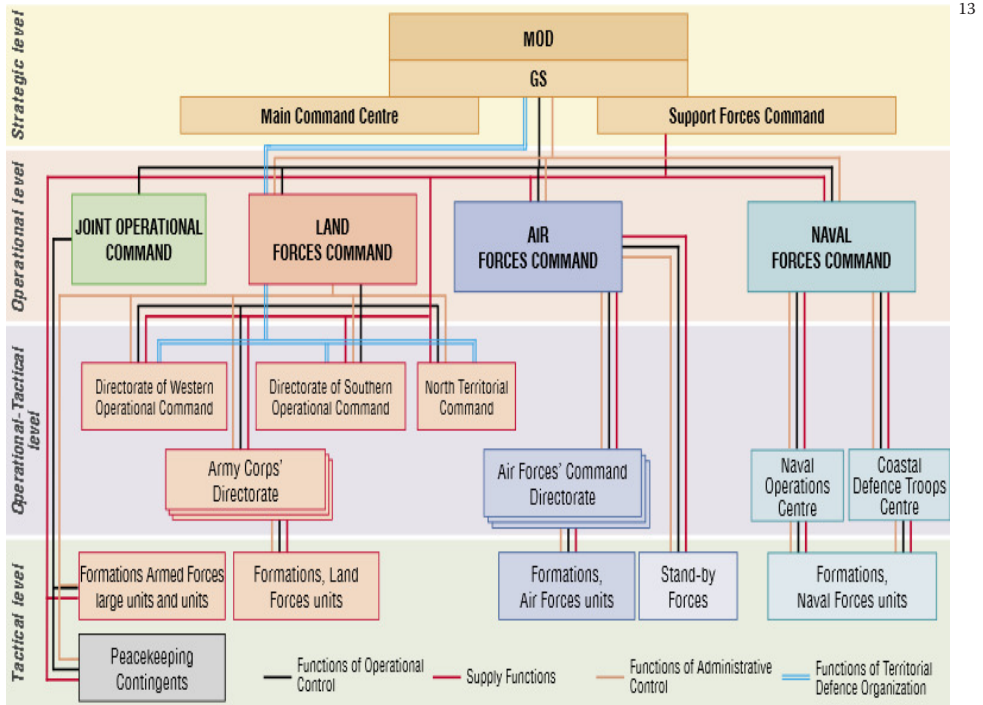 13
Strategic level
MOD
GS
Main Command Centre
Support Forces Command
Operational level
JOINT OPERATIONAL
COMMAND
LAND
FORCES COMMAND
AIR
FORCES COMMAND
NAVAL
FORCES COMMAND
Operational-Tactical
level
Directorate of Western
Operational Command
Directorate of Southern
Operational Command
North Territorial
Command
Army Corps'
Directorate
Air Forces' Command
Directorate
Naval
Operations
Centre
Coastal
Defence Troops
Centre
Tactical level
Formations Armed Forces
large units and units
Formations, Land
Forces units
Formations,
Air Forces units
Stand-by
Forces
Formations,
Naval Forces units
Peacekeeping
Contingents
Functions of Operational
Control
Supply Functions
Functions of Administrative
Control
Functions of Territorial
Defence Organization